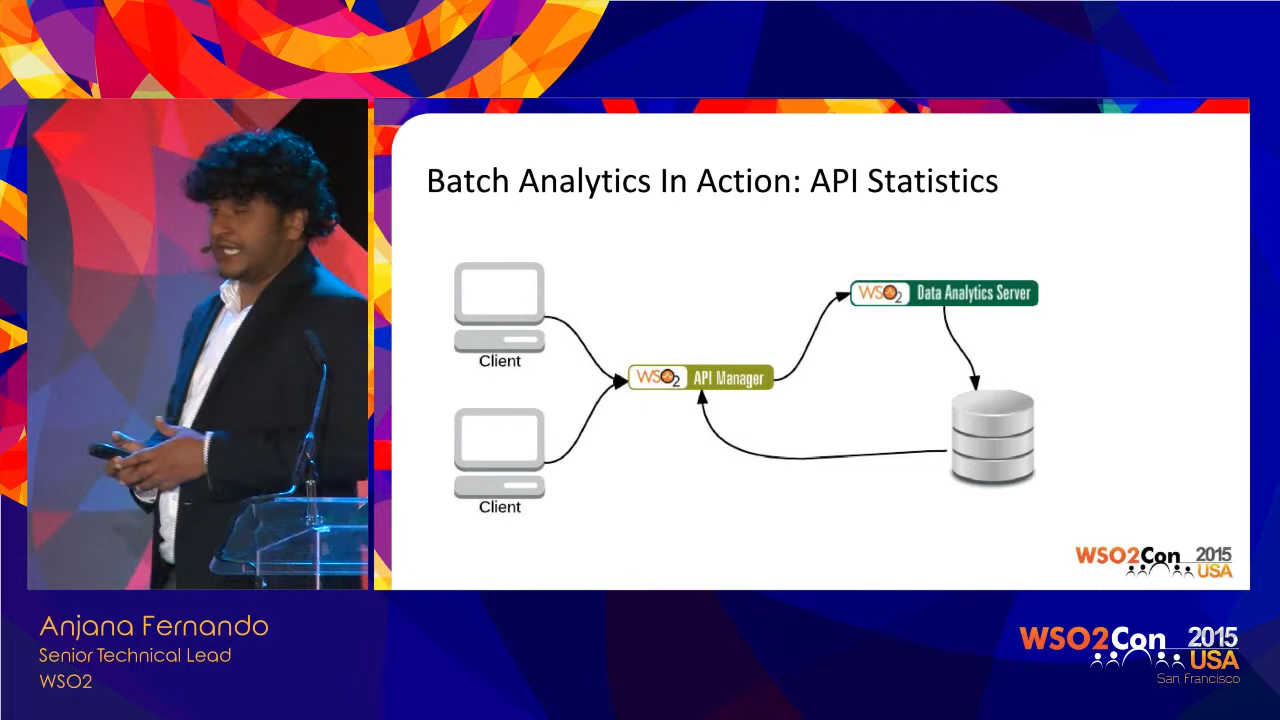 Batch Analytics In Action: API Statistics
WSO2 Data Analytics Server
Client
WSO2 API Manager
Client
WSO2Con 2015
USA
Anjana Fernando
Senior Technical Lead
WSO2
WSO2Con 2015
USA
San Francisco